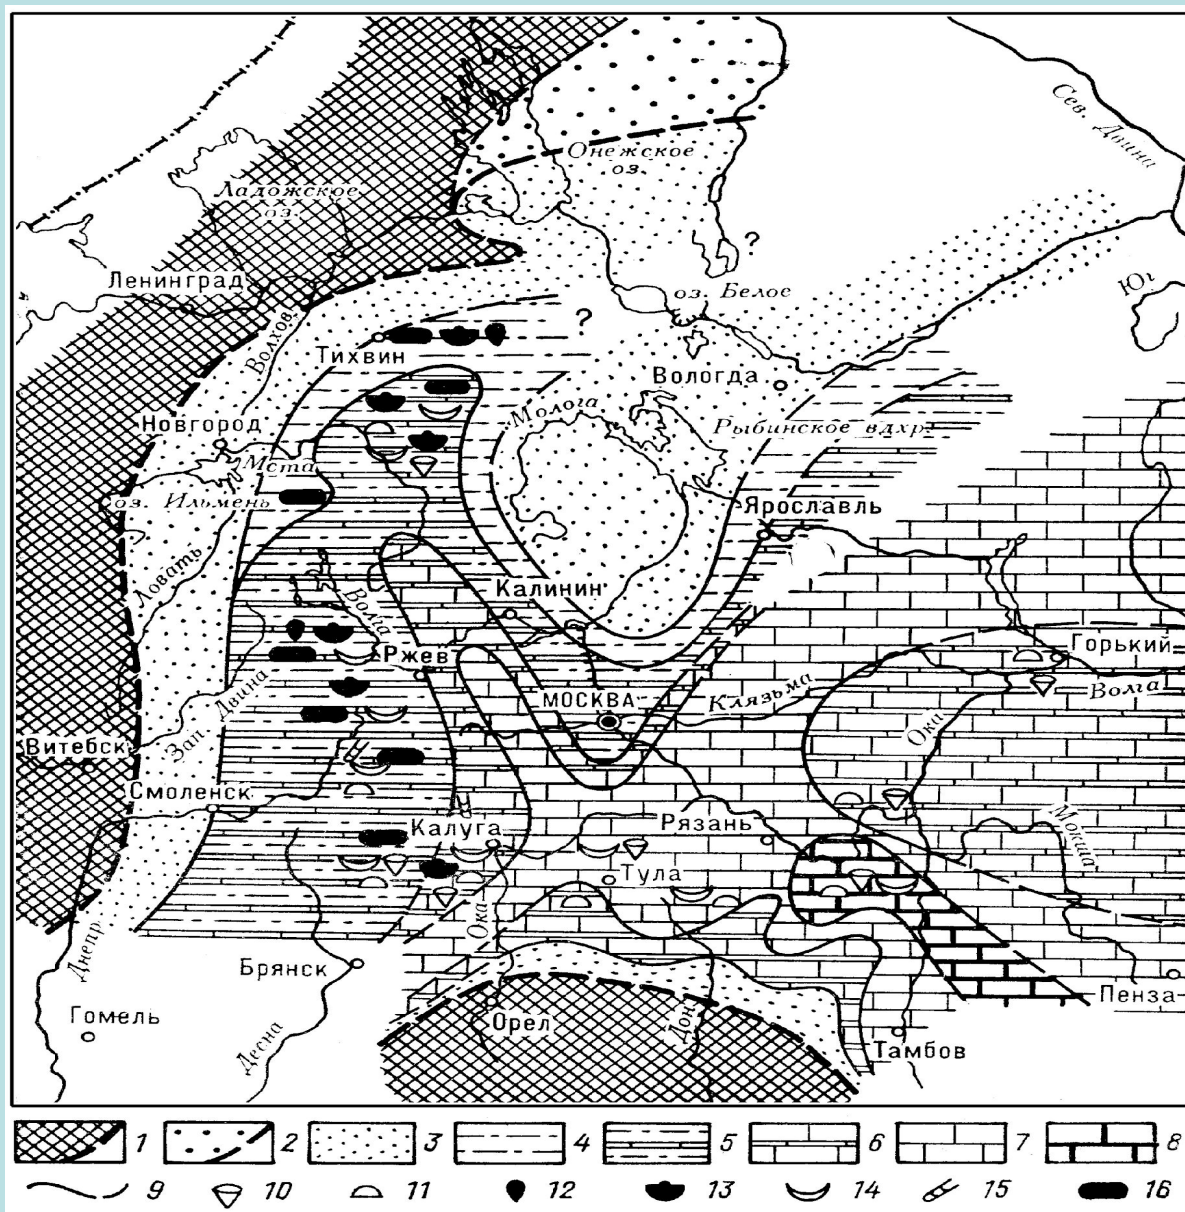 Сев. Двина
Онежское
оз.
Ладожское
оз.
?
Ленинград
оз. Белое
Юг
Волхов
?
Тихвин
Вологда
Молога
Новгород
Рыбинское вдхр.
Мста
оз. Ильмень
Ярославль
Ловать
Калинин
Волга
Ржев
Горький
МОСКВА
Клязьма
Волга
Зап. Двина
Ока
Витебск
Смоленск
Калуга
Рязань
Мокша
Тула
Ока
Днепр
Брянск
Пенза
Гомель
Орел
Дон
Десна
Тамбов
1 2 3 4 5 6 7 8
9 10 11 12 13 14 15 16